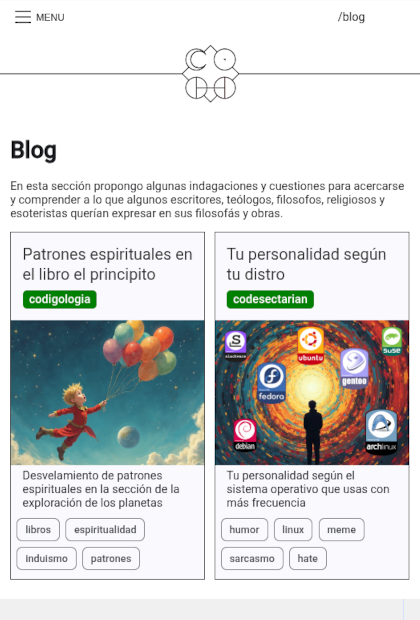 MENU
/blog
Blog
En esta sección propongo algunas indagaciones y cuestiones para acercarse
y comprender a lo que algunos escritores, teólogos, filosofos, religiosos y
esoteristas querían expresar en sus filosofás y obras.
Patrones espirituales en
el libro el principito
codigologia
Desvelamiento de patrones
espirituales en la sección de la
exploración de los planetas
libros
espiritualidad
induismo
patrones
Tu personalidad según
tu distro
codesectarian
slackware
ubuntu
SUSE
gentoo
fedora
debian
archlinux
Tu personalidad según el
sistema operativo que usas con
más frecuencia
humor
linux
meme
sarcasmo
hate